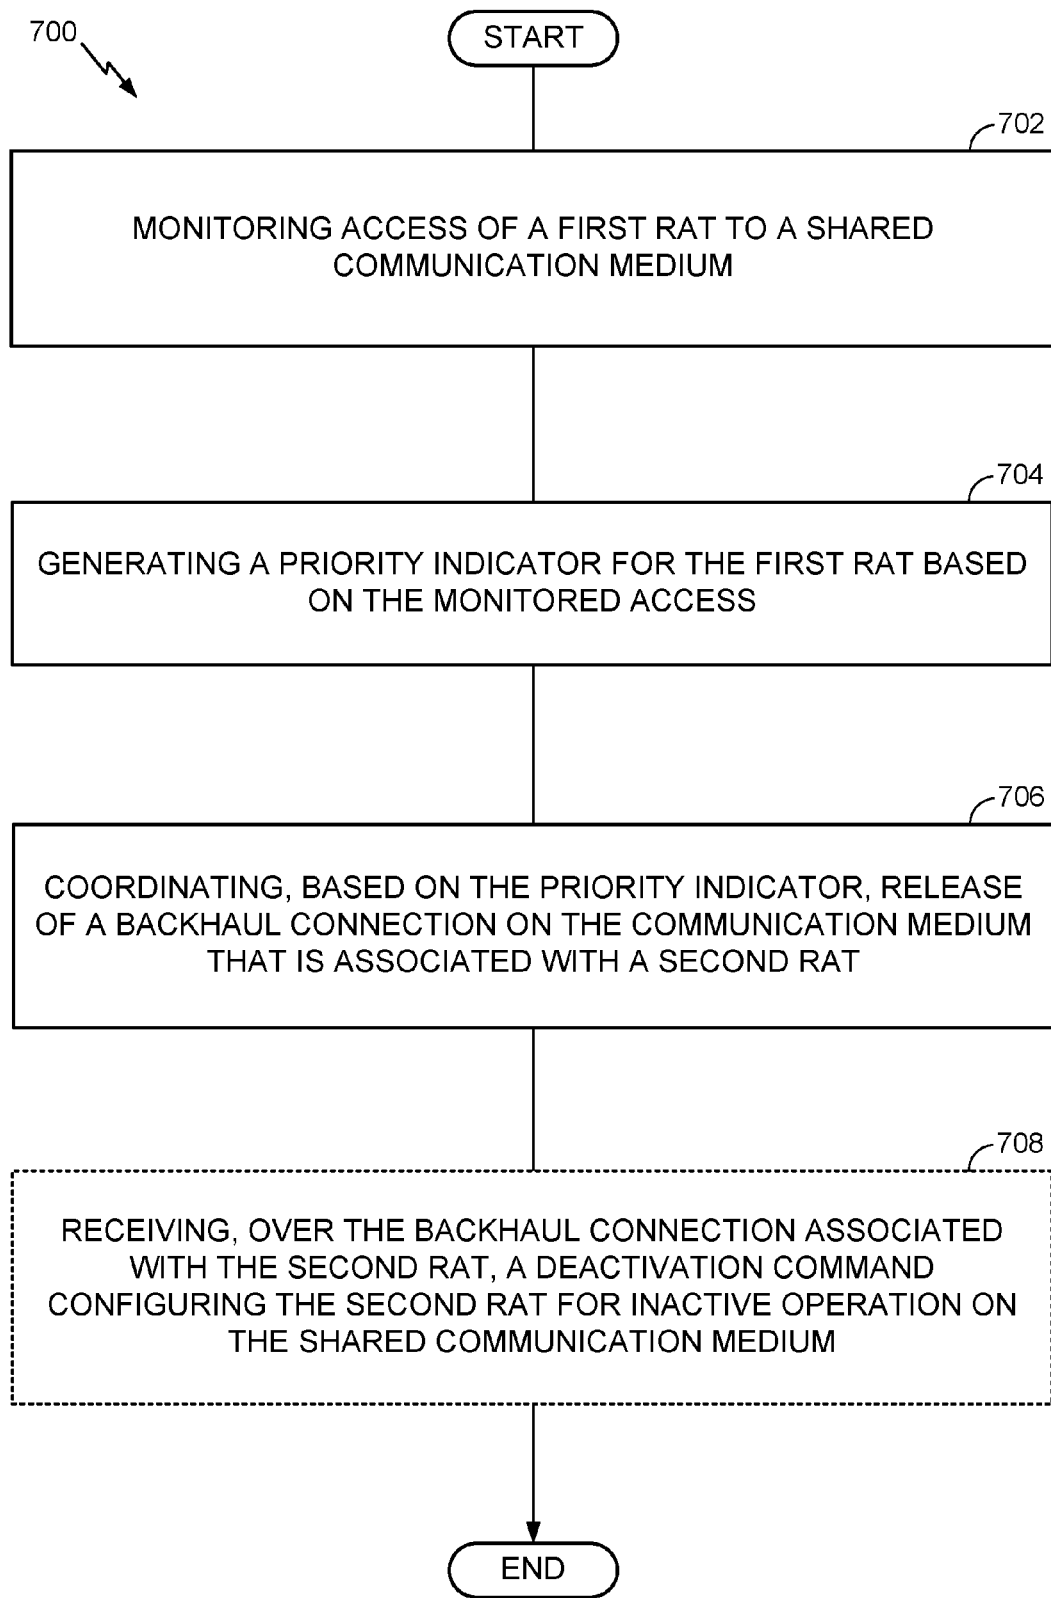 700
START
702
MONITORING ACCESS OF A FIRST RAT TO A SHARED
COMMUNICATION MEDIUM
704
GENERATING A PRIORITY INDICATOR FOR THE FIRST RAT BASED
ON THE MONITORED ACCESS
706
COORDINATING, BASED ON THE PRIORITY INDICATOR, RELEASE
OF A BACKHAUL CONNECTION ON THE COMMUNICATION MEDIUM
THAT IS ASSOCIATED WITH A SECOND RAT
708
RECEIVING, OVER THE BACKHAUL CONNECTION ASSOCIATED
WITH THE SECOND RAT, A DEACTIVATION COMMAND
CONFIGURING THE SECOND RAT FOR INACTIVE OPERATION ON
THE SHARED COMMUNICATION MEDIUM
END